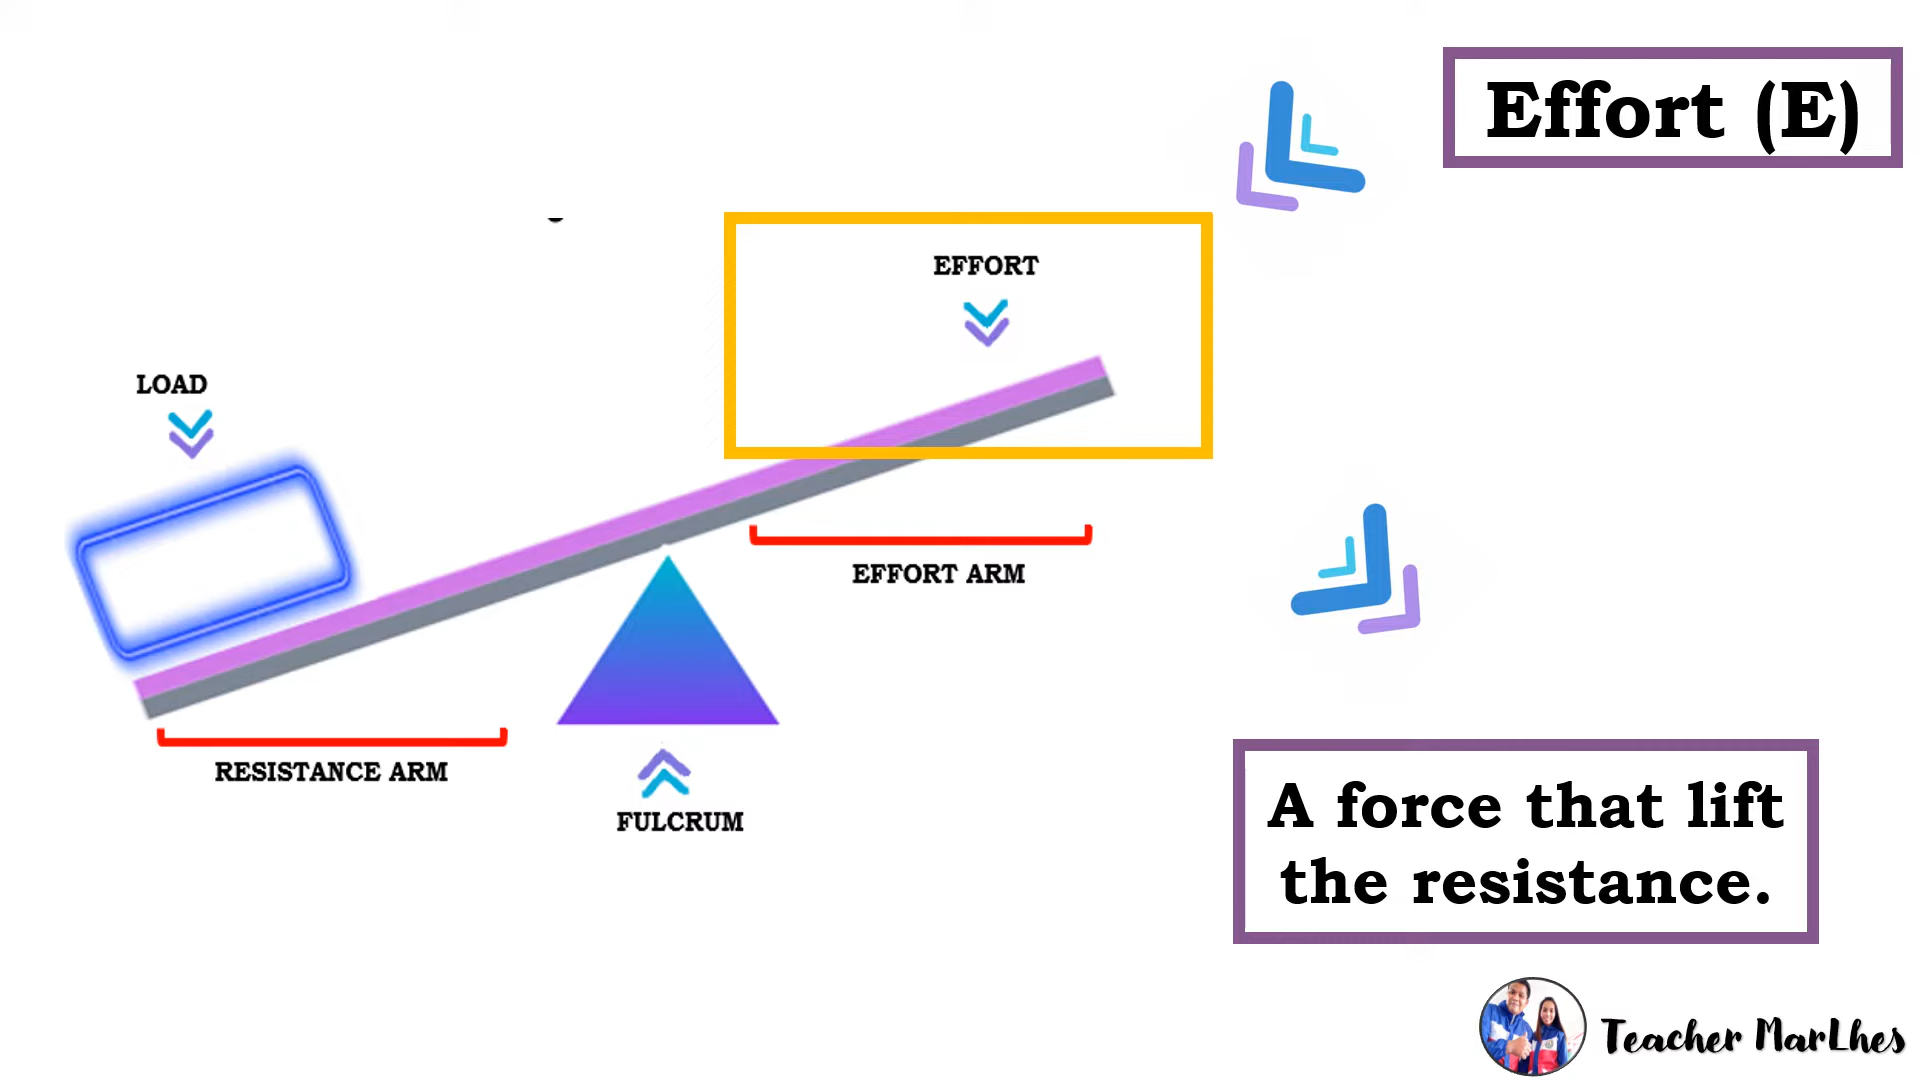 Effort (E)
EFFORT
LOAD
EFFORT ARM
RESISTANCE ARM
FULCRUM
A force that lift
the resistance.
Teacher MarLhes